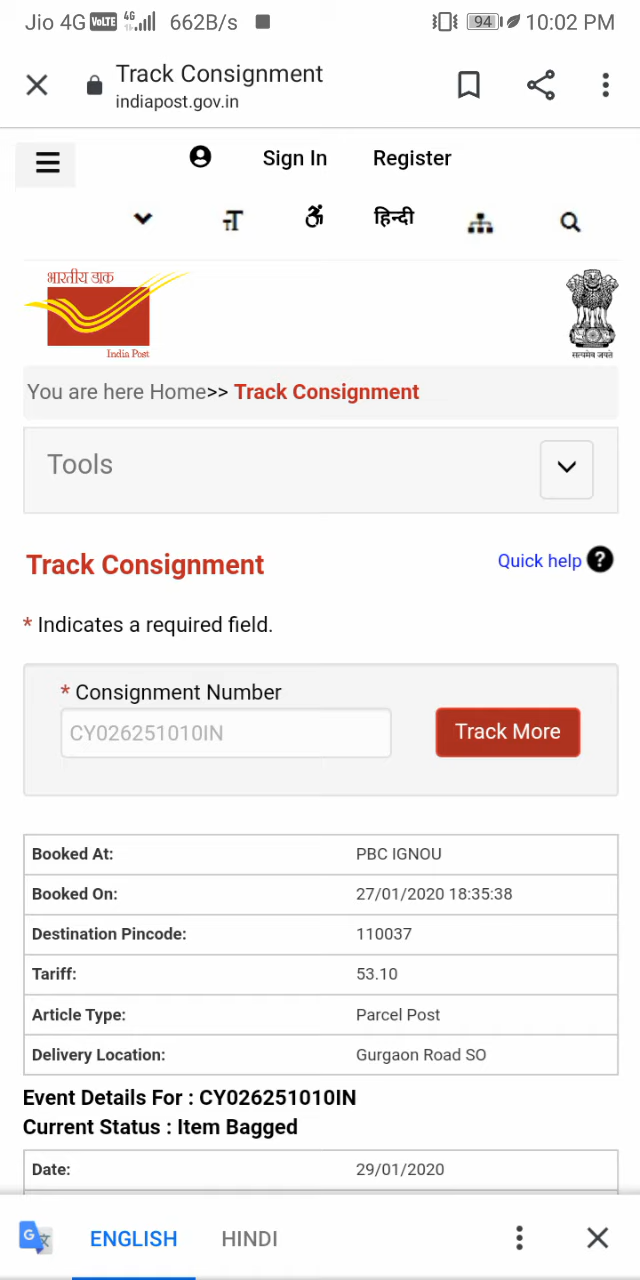 Jio 4G VoLTE 4G 662B/s 94 10:02 PM
Track Consignment
indiapost.gov.in
Sign In Register
T हिन्दी
भारतीय डाक
India Post
सत्यमेव जयते
You are here Home>> Track Consignment
Tools
Track Consignment
Quick help ?
* Indicates a required field.
* Consignment Number
CY026251010IN
Track More
Booked At: PBC IGNOU
Booked On: 27/01/2020 18:35:38
Destination Pincode: 110037
Tariff: 53.10
Article Type: Parcel Post
Delivery Location: Gurgaon Road SO
Event Details For : CY026251010IN
Current Status : Item Bagged
Date: 29/01/2020
G 文 ENGLISH HINDI